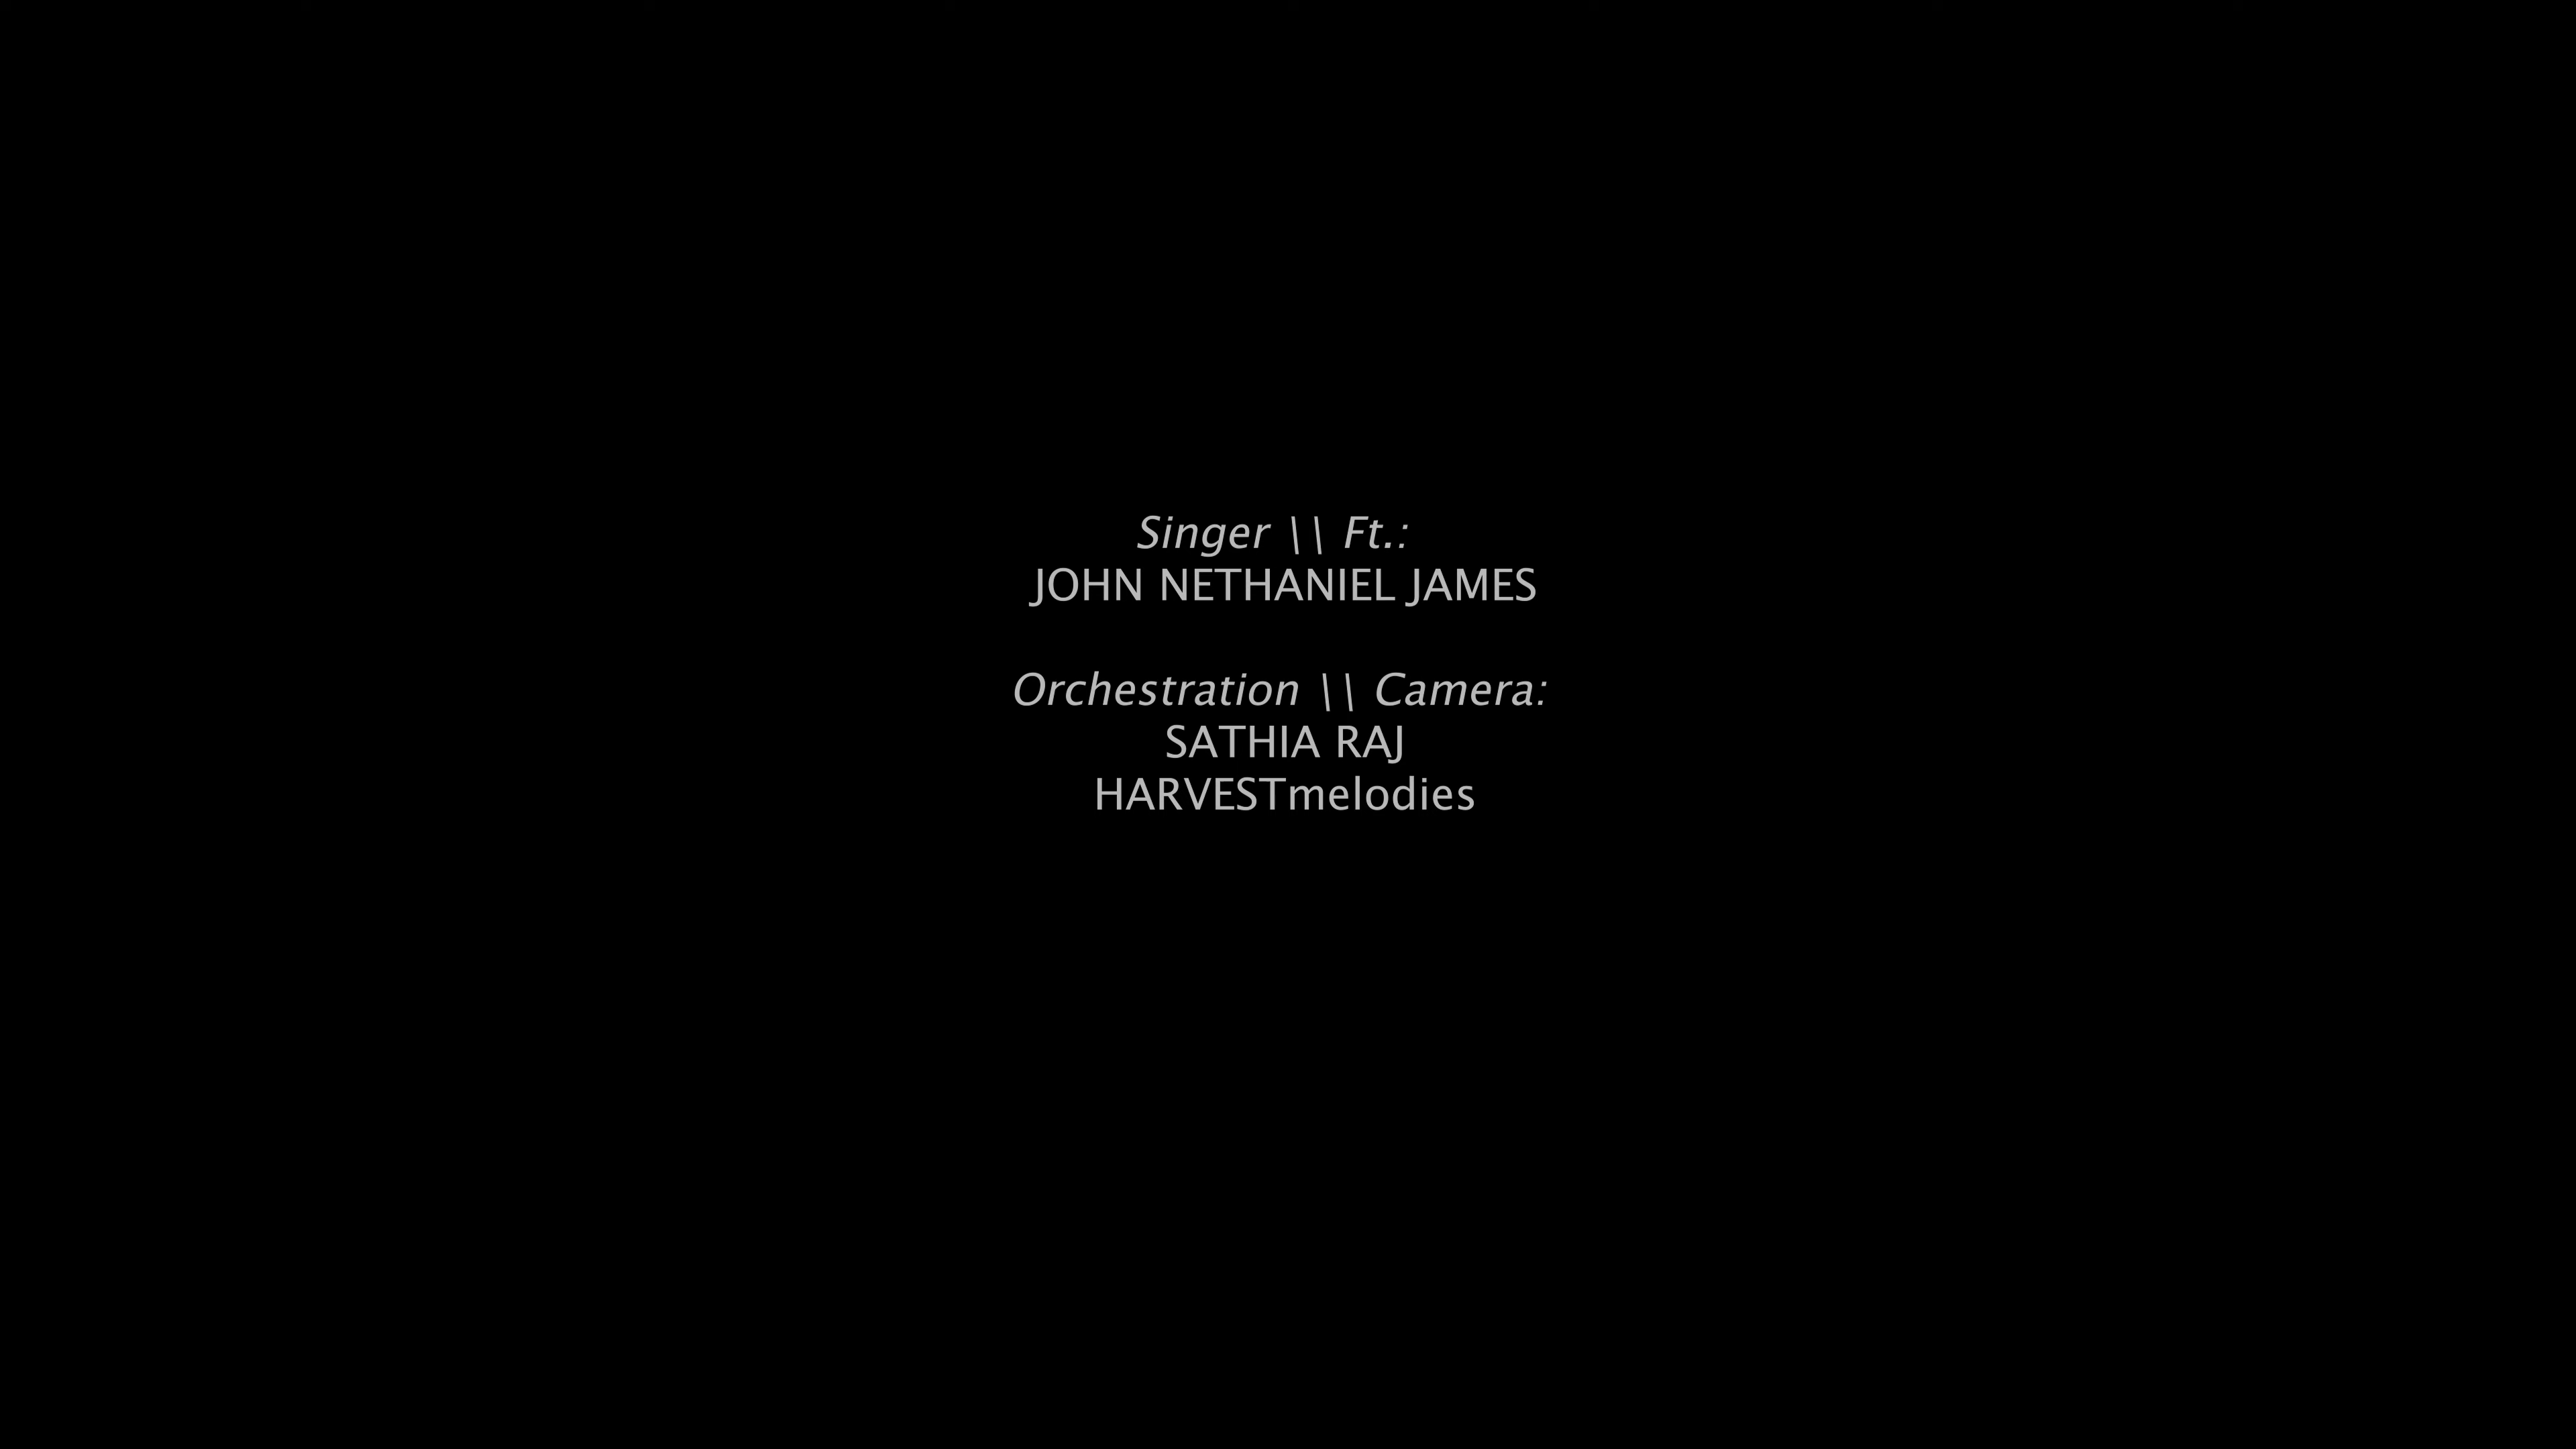 Singer \\ Ft.:
JOHN NETHANIEL JAMES
Orchestration \\ Camera:
SATHIA RAJ
HARVESTmelodies